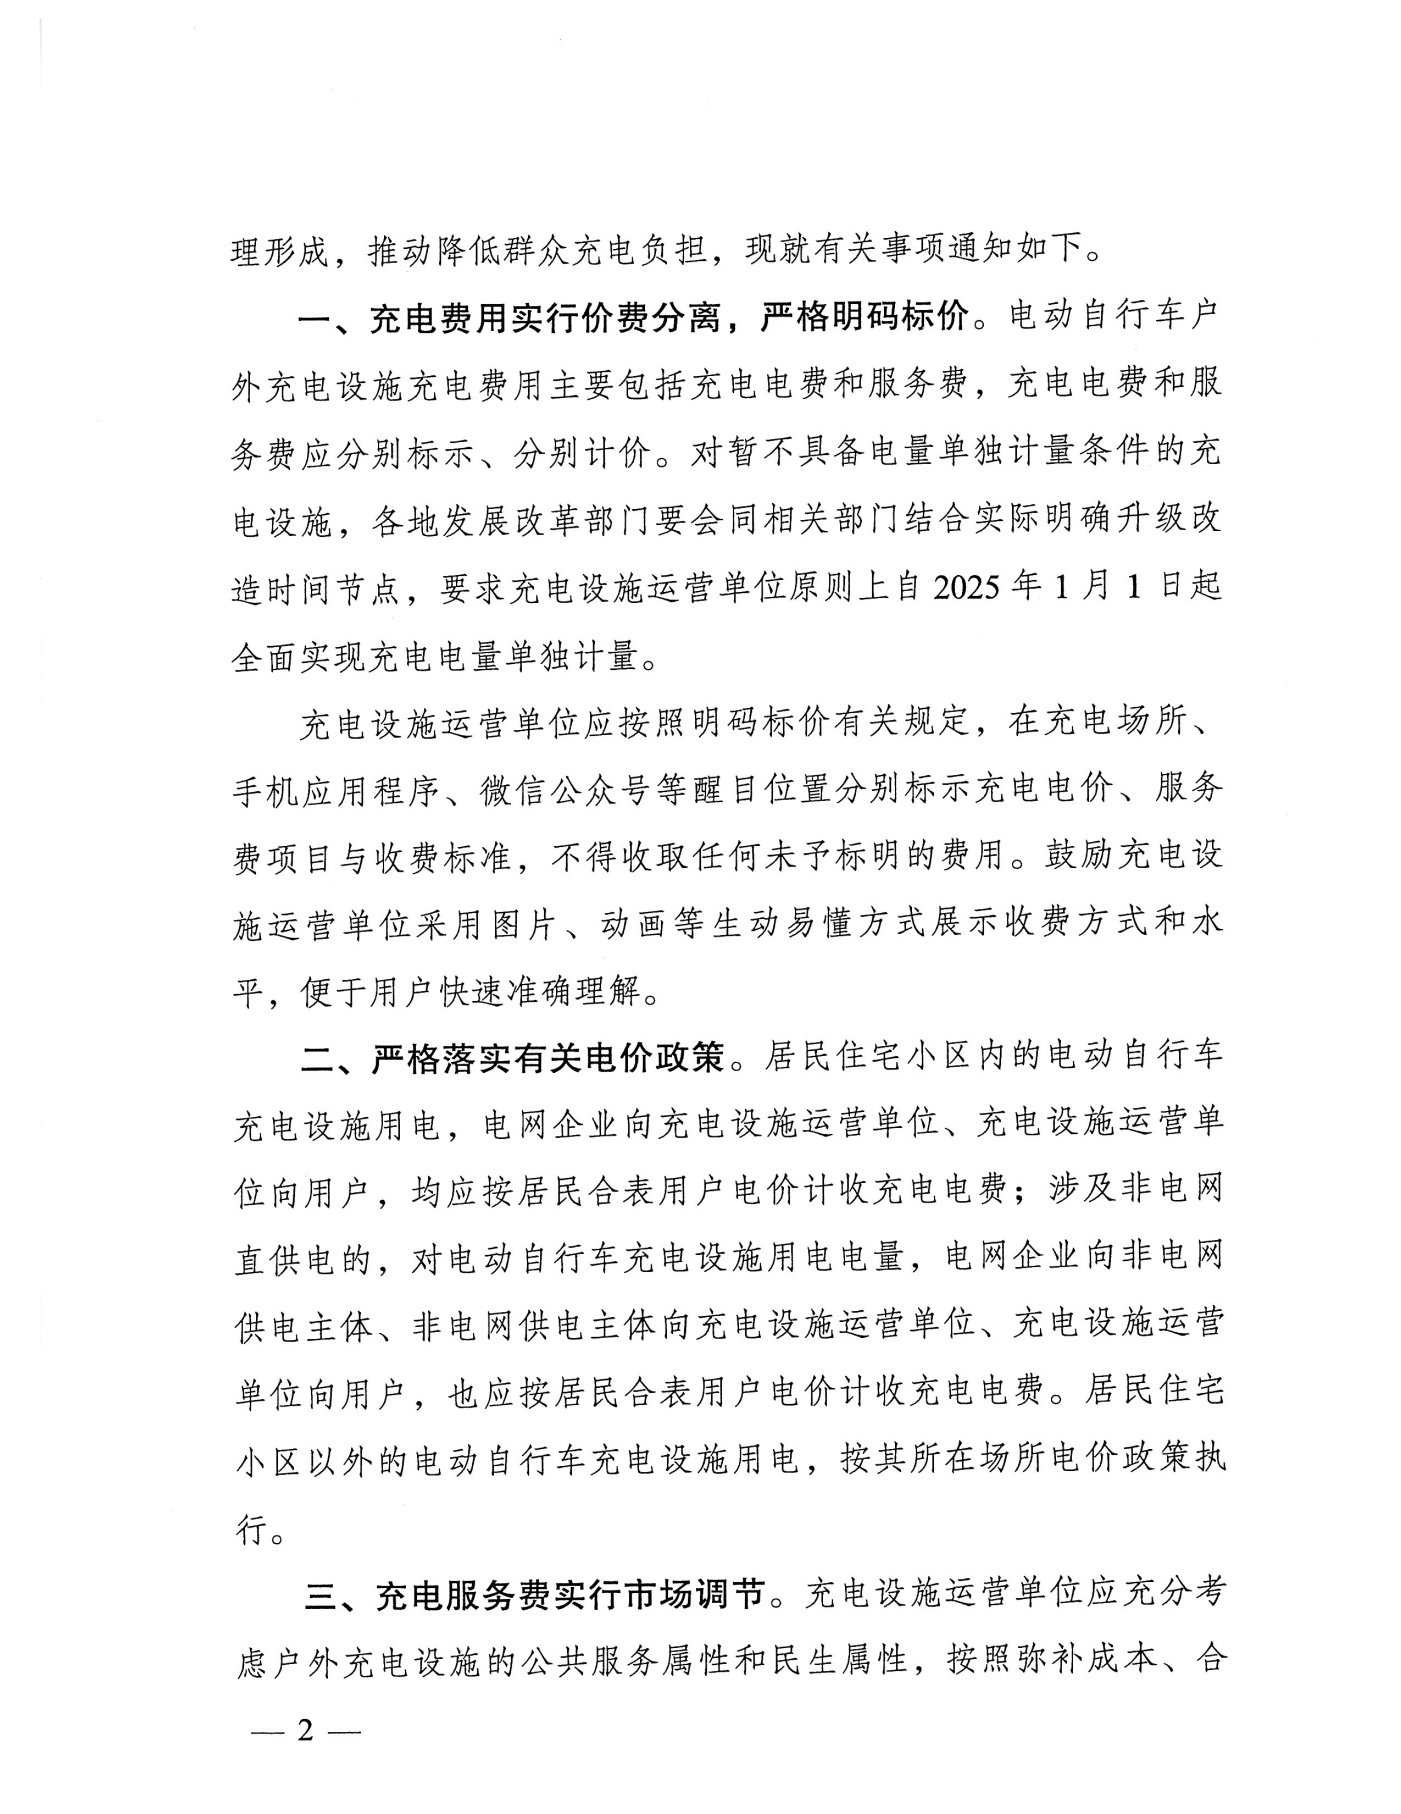 理形成，推动降低群众充电负担，现就有关事项通知如下。
一、充电费用实行价费分离，严格明码标价。电动自行车户
外充电设施充电费用主要包括充电电费和服务费，充电电费和服
务费应分别标示、分别计价。对暂不具备电量单独计量条件的充
电设施，各地发展改革部门要会同相关部门结合实际明确升级改
造时间节点，要求充电设施运营单位原则上自 2025 年 1 月 1 日起
全面实现充电电量单独计量。
充电设施运营单位应按照明码标价有关规定，在充电场所、
手机应用程序、微信公众号等醒目位置分别标示充电电价、服务
费项目与收费标准，不得收取任何未予标明的费用。鼓励充电设
施运营单位采用图片、动画等生动易懂方式展示收费方式和水
平，便于用户快速准确理解。
二、严格落实有关电价政策。居民住宅小区内的电动自行车
充电设施用电，电网企业向充电设施运营单位、充电设施运营单
位向用户，均应按居民合表用户电价计收充电电费；涉及非电网
直供电的，对电动自行车充电设施用电电量，电网企业向非电网
供电主体、非电网供电主体向充电设施运营单位、充电设施运营
单位向用户，也应按居民合表用户电价计收充电电费。居民住宅
小区以外的电动自行车充电设施用电，按其所在场所电价政策执
行。
三、充电服务费实行市场调节。充电设施运营单位应充分考
虑户外充电设施的公共服务属性和民生属性，按照弥补成本、合
— 2 —